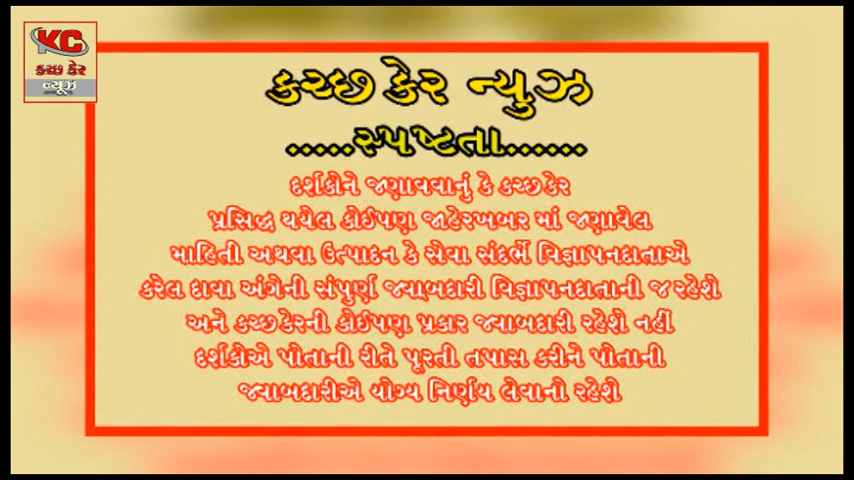 KC
કચ્છ કેર
ન્યૂઝ
કચ્છ કેર ન્યુઝ
.....સ્પષ્ટતા......
દર્શકોને જણાવવાનું કે કચ્છકેર
પ્રસિદ્ધ થયેલ કોઈપણ જાહેરખબર માં જણાવેલ
માહિતી અથવા ઉત્પાદન કે સેવા સંદર્ભે વિજ્ઞાપનદાતાએ
કરેલ દાવા અંગેની સંપુર્ણ જવાબદારી વિજ્ઞાપનદાતાની જ રહેશે
અને કચ્છકેરની કોઈપણ પ્રકાર જવાબદારી રહેશે નહીં
દર્શકોએ પોતાની રીતે પૂરતી તપાસ કરીને પોતાની
જવાબદારીએ યોગ્ય નિર્ણય લેવાનો રહેશે